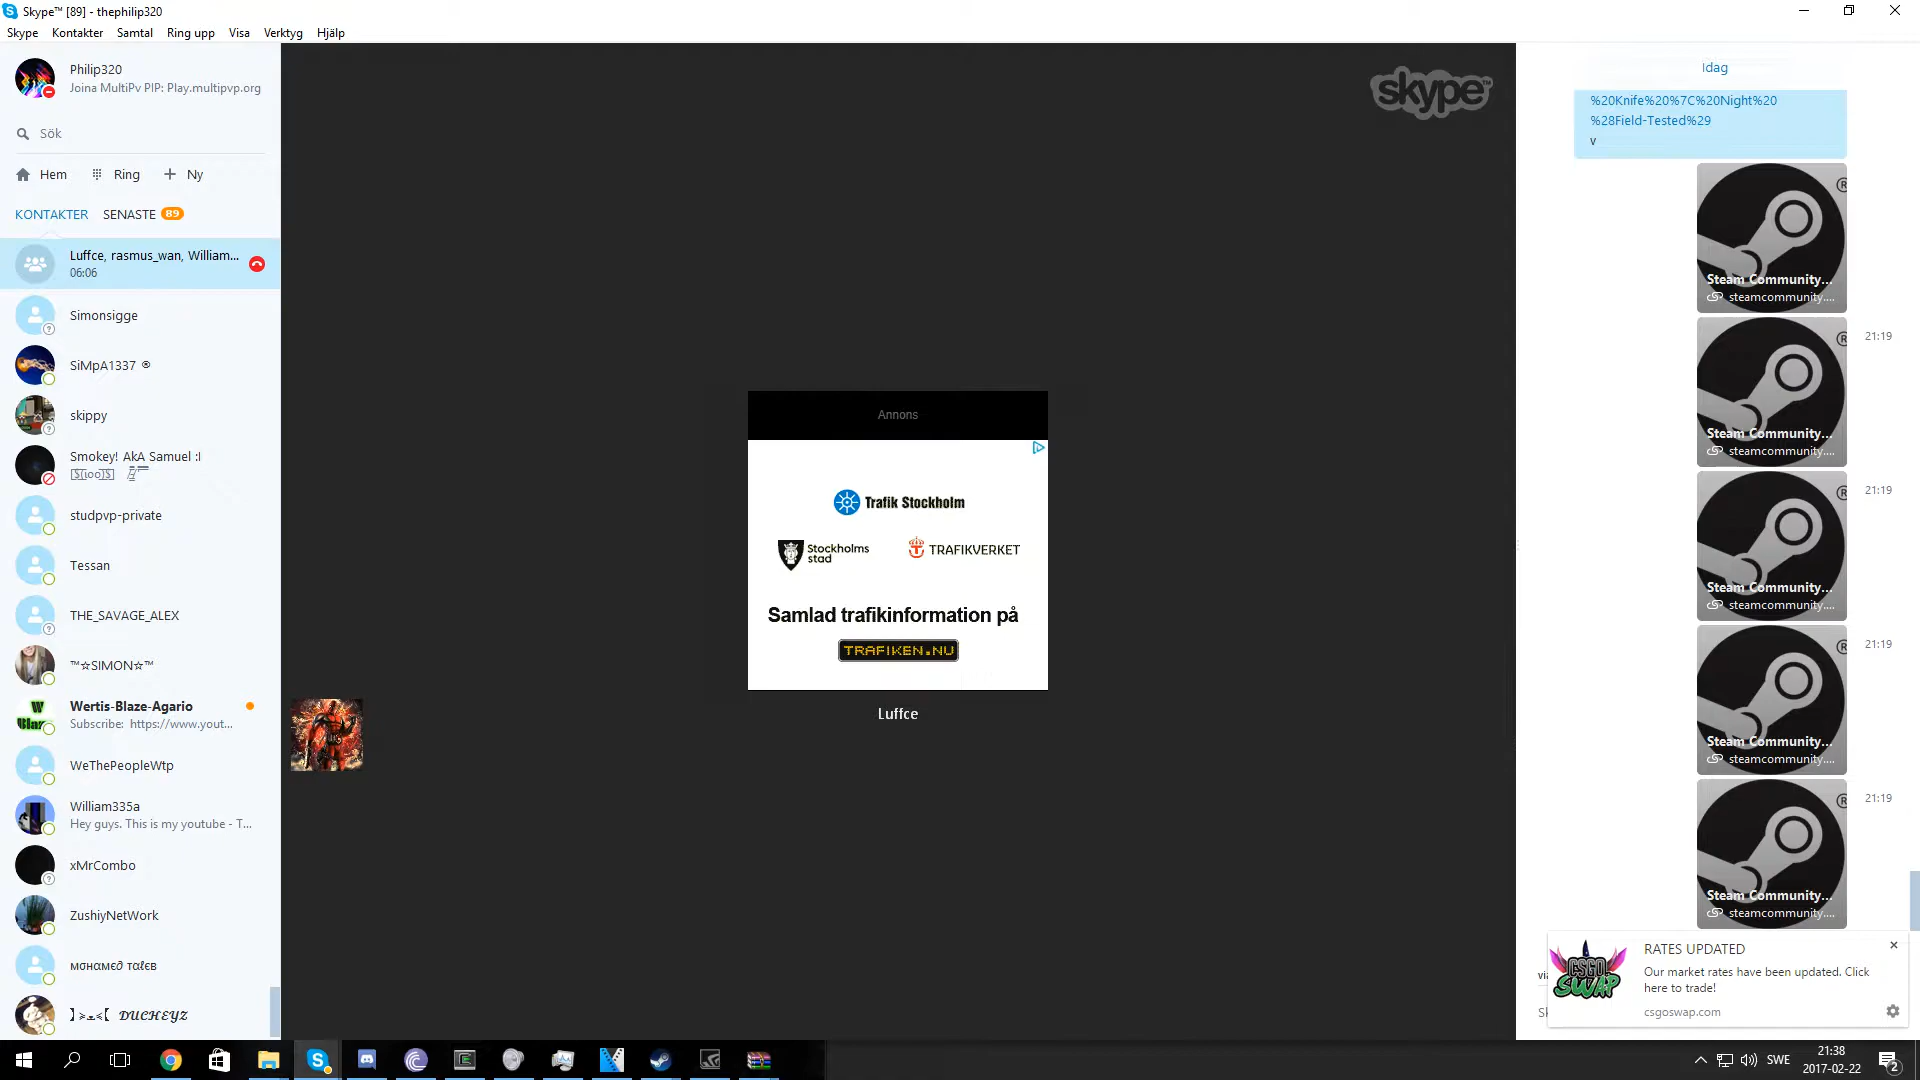 Skype™ [89] - thephilip320
Skype Kontakter Samtal Ring upp Visa Verktyg Hjälp
Philip320
Joina MultiPv PIP: Play.multipvp.org
Sök
Hem Ring Ny
KONTAKTER SENASTE 89
Luffce, rasmus_wan, William...
06:06
Simonsigge
SiMpA1337
skippy
Smokey! AkA Samuel :I
studpvp-private
Tessan
THE_SAVAGE_ALEX
™☆SIMON☆™
Wertis-Blaze-Agario
Subscribe: https://www.yout...
WeThePeopleWtp
William335a
Hey guys. This is my youtube - T...
xMrCombo
ZushiyNetWork
мσнαмє∂ тαℓєв
DUCHEYZ
skype™
Annons
Trafik Stockholm
Stockholms
stad
TRAFIKVERKET
Samlad trafikinformation på
TRAFIKEN.NU
Luffce
Idag
%20Knife%20%7C%20Night%20
%28Field-Tested%29
v
Steam Community...
steamcommunity....
21:19
Steam Community...
steamcommunity....
21:19
Steam Community...
steamcommunity....
21:19
Steam Community...
steamcommunity....
21:19
Steam Community...
steamcommunity....
CSGO
SWAP
RATES UPDATED
Our market rates have been updated. Click
here to trade!
csgoswap.com
SWE
21:38
2017-02-22
2